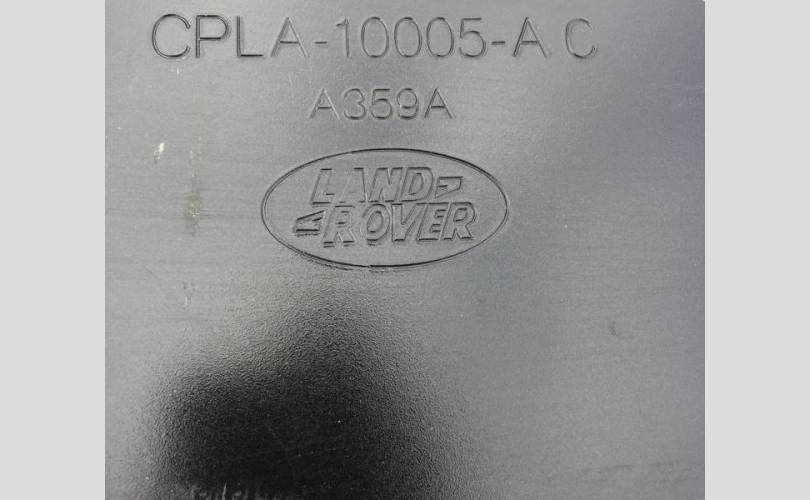 CPLA-10005-A C
A359A
LAND
ROVER